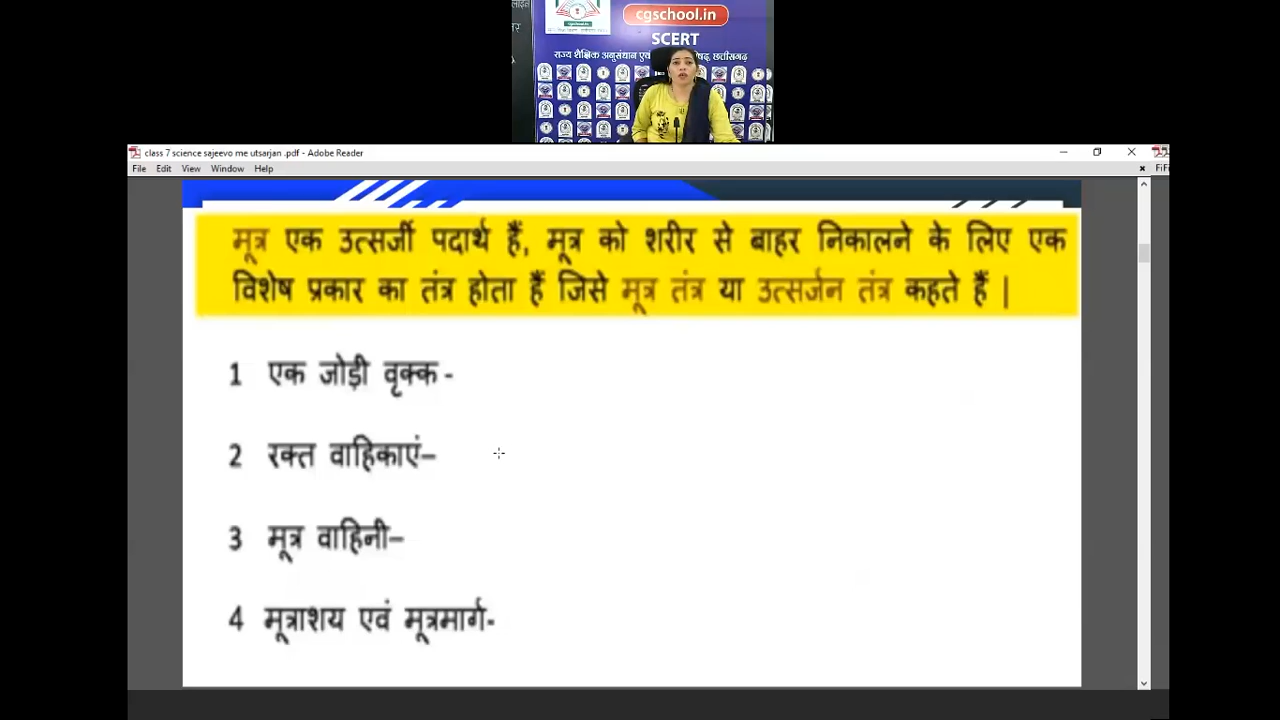 cgschool.in
SCERT
class 7 science sajeevo me utsarjan .pdf - Adobe Reader
File Edit View Window Help
मूत्र एक उत्सर्जी पदार्थ हैं, मूत्र को शरीर से बाहर निकालने के लिए एक
विशेष प्रकार का तंत्र होता हैं जिसे मूत्र तंत्र या उत्सर्जन तंत्र कहते हैं |
1 एक जोड़ी वृक्क -
2 रक्त वाहिकाएं–
3 मूत्र वाहिनी–
4 मूत्राशय एवं मूत्रमार्ग-